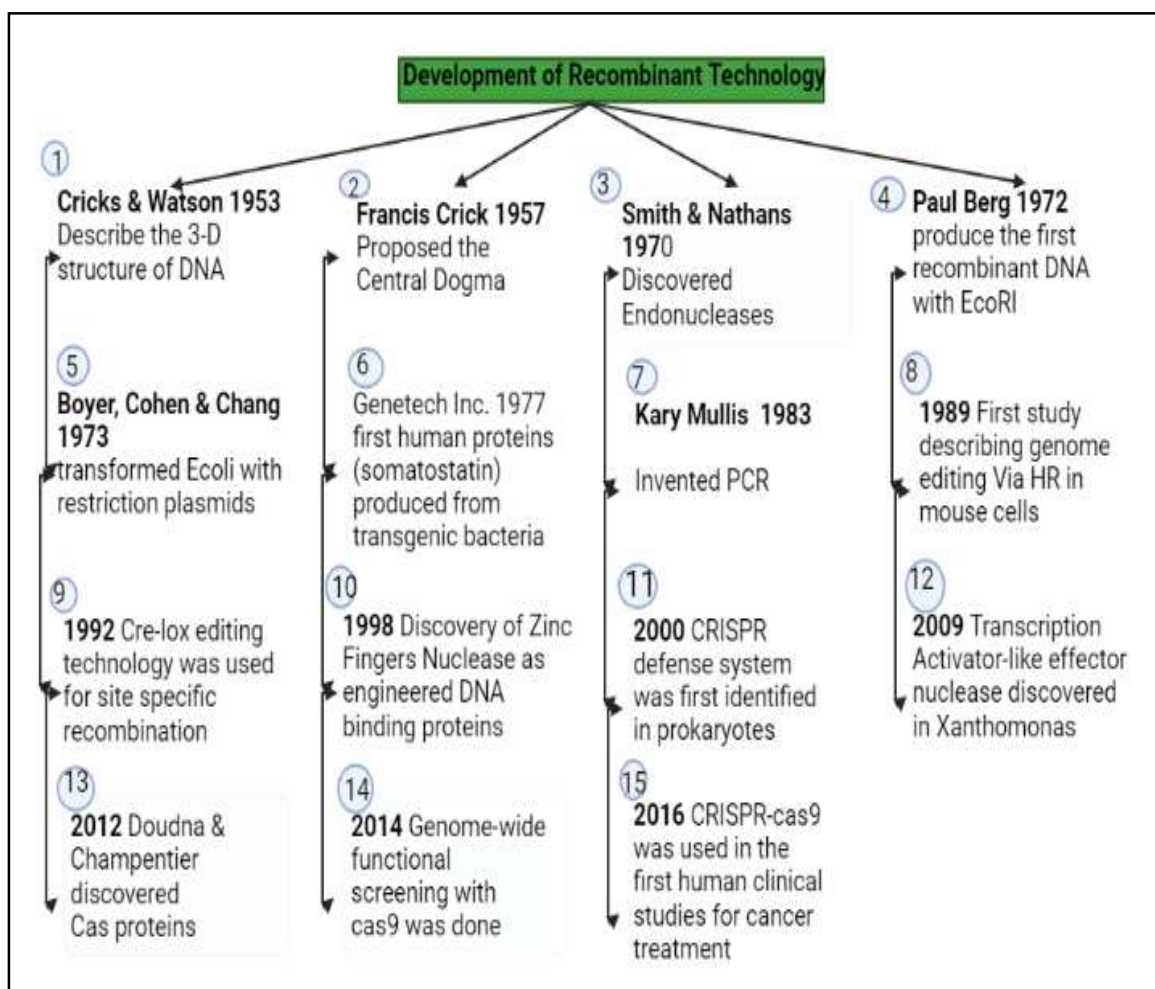 Development of Recombinant Technology
1
Cricks & Watson 1953
Describe the 3-D
structure of DNA
2
Francis Crick 1957
Proposed the
Central Dogma
3
Smith & Nathans
1970
Discovered
Endonucleases
4
Paul Berg 1972
produce the first
recombinant DNA
with EcoRI
5
Boyer, Cohen & Chang
1973
transformed Ecoli with
restriction plasmids
6
Genetech Inc. 1977
first human proteins
(somatostatin)
produced from
transgenic bacteria
7
Kary Mullis 1983
Invented PCR
8
1989 First study
describing genome
editing Via HR in
mouse cells
9
1992 Cre-lox editing
technology was used
for site specific
recombination
10
1998 Discovery of Zinc
Fingers Nuclease as
engineered DNA
binding proteins
11
2000 CRISPR
defense system
was first identified
in prokaryotes
12
2009 Transcription
Activator-like effector
nuclease discovered
in Xanthomonas
13
2012 Doudna &
Champentier
discovered
Cas proteins
14
2014 Genome-wide
functional
screening with
cas9 was done
15
2016 CRISPR-cas9
was used in the
first human clinical
studies for cancer
treatment